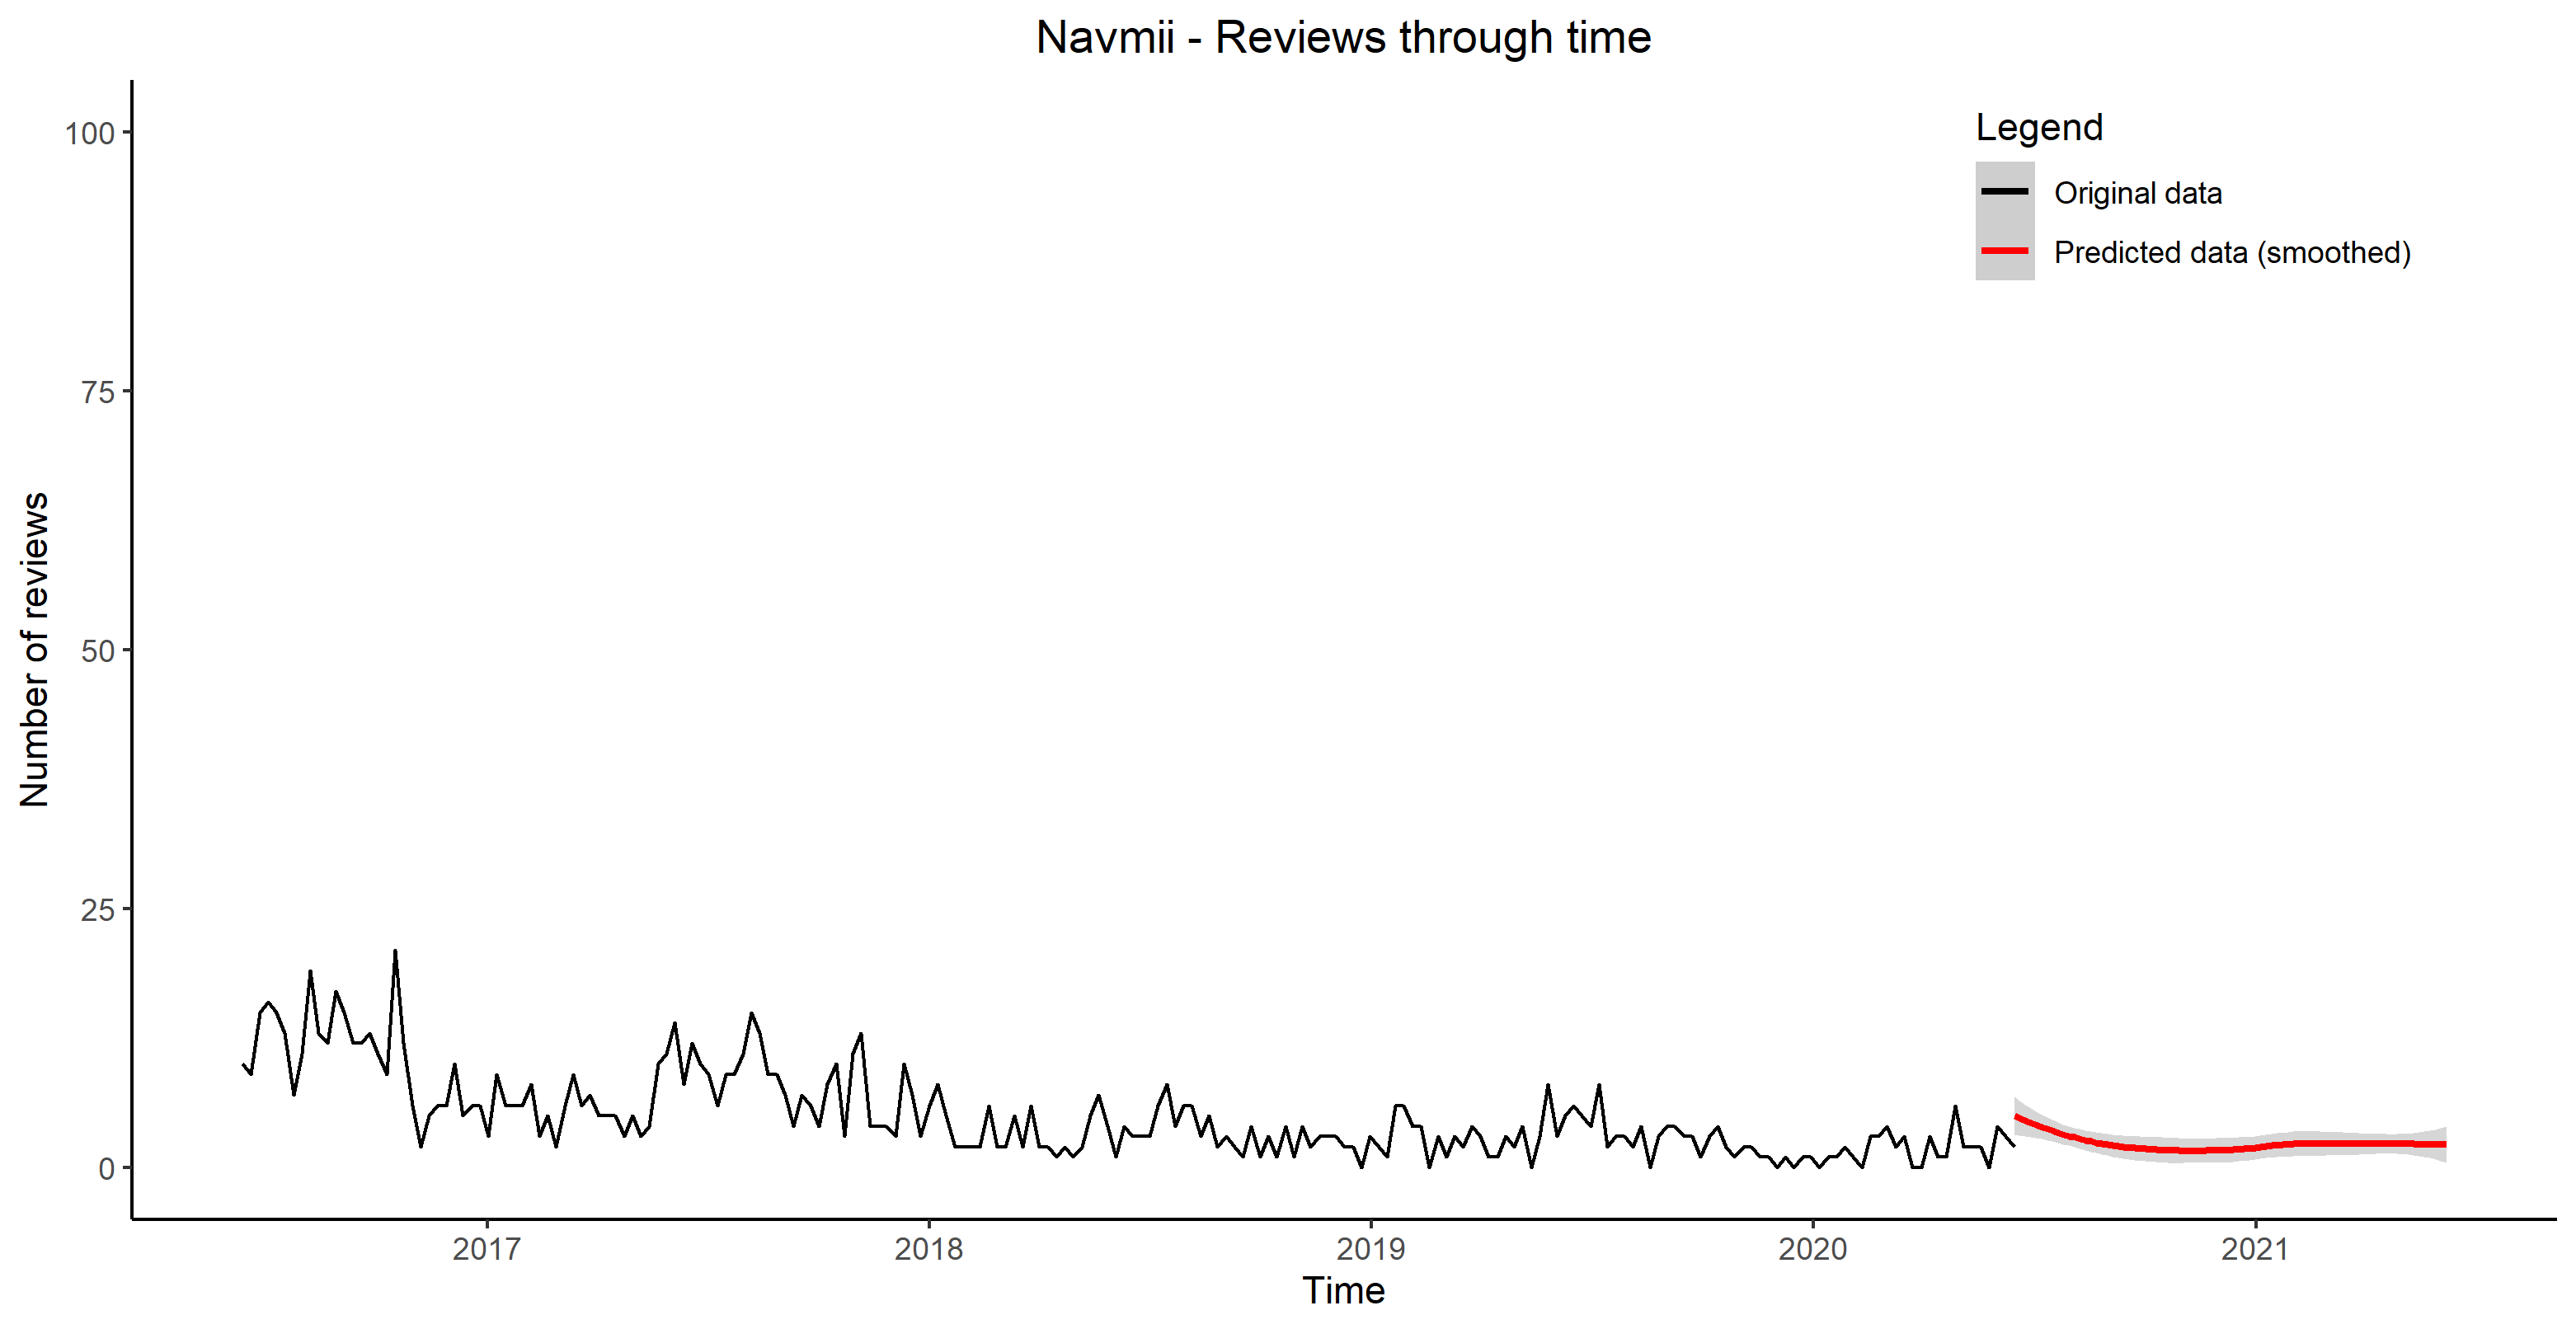 Navmii - Reviews through time
Legend
Original data
Predicted data (smoothed)
Number of reviews
100
75
50
25
0
2017
2018
2019
2020
2021
Time